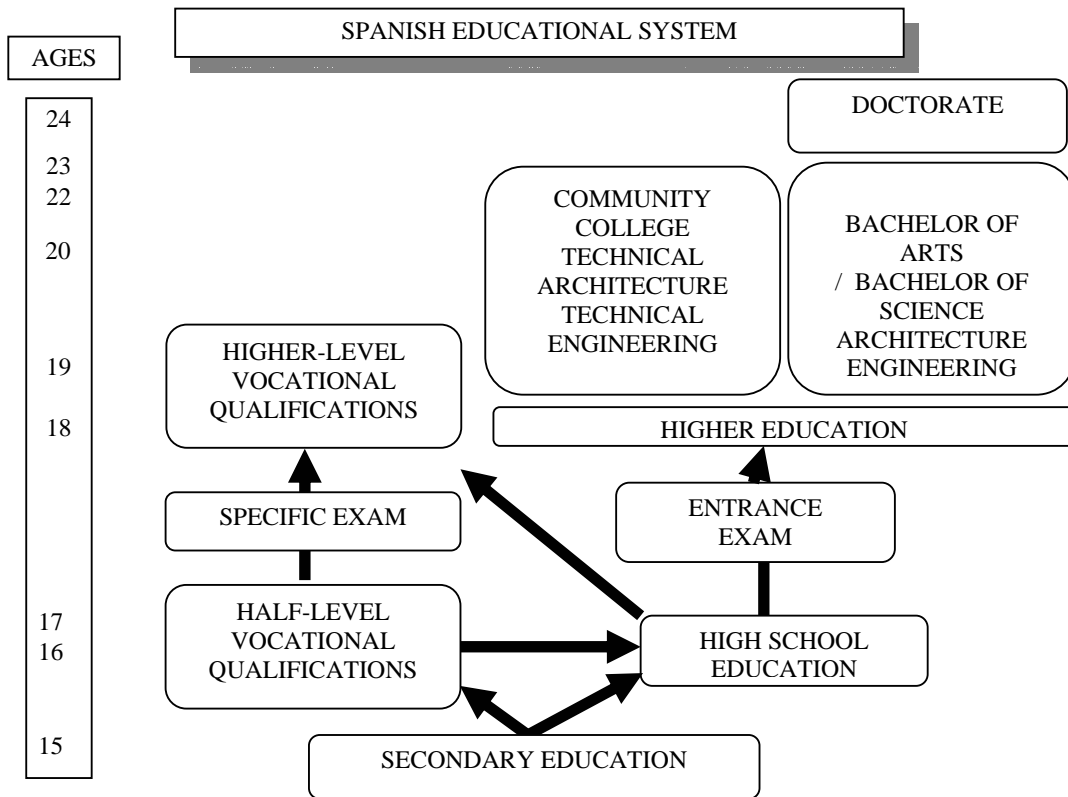 SPANISH EDUCATIONAL SYSTEM
AGES
24
23
22
20
19
18
17
16
15
DOCTORATE
COMMUNITY
COLLEGE
TECHNICAL
ARCHITECTURE
TECHNICAL
ENGINEERING
BACHELOR OF
ARTS
/ BACHELOR OF
SCIENCE
ARCHITECTURE
ENGINEERING
HIGHER-LEVEL
VOCATIONAL
QUALIFICATIONS
HIGHER EDUCATION
SPECIFIC EXAM
ENTRANCE
EXAM
HALF-LEVEL
VOCATIONAL
QUALIFICATIONS
HIGH SCHOOL
EDUCATION
SECONDARY EDUCATION